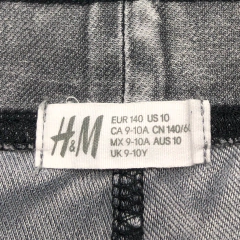 H&M
EUR 140 US 10
CA 9-10A CN 140/6
MX 9-10A AUS 10
UK 9-10Y